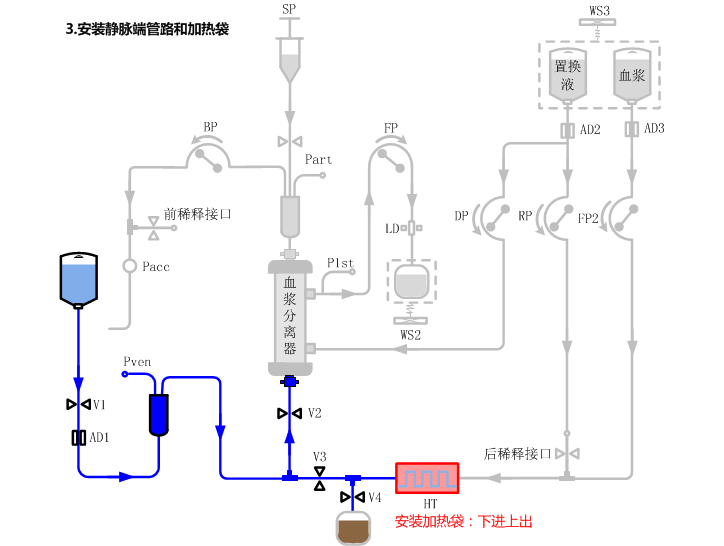 SP
WS3
3.安装静脉端管路和加热袋
置换
液
血浆
BP
FP
AD2
AD3
Part
前稀释接口
DP
RP
FP2
LD
Pacc
P1st
血
浆
分
离
器
WS2
Pven
V1
V2
AD1
V3
后稀释接口
V4
HT
安装加热袋：下进上出